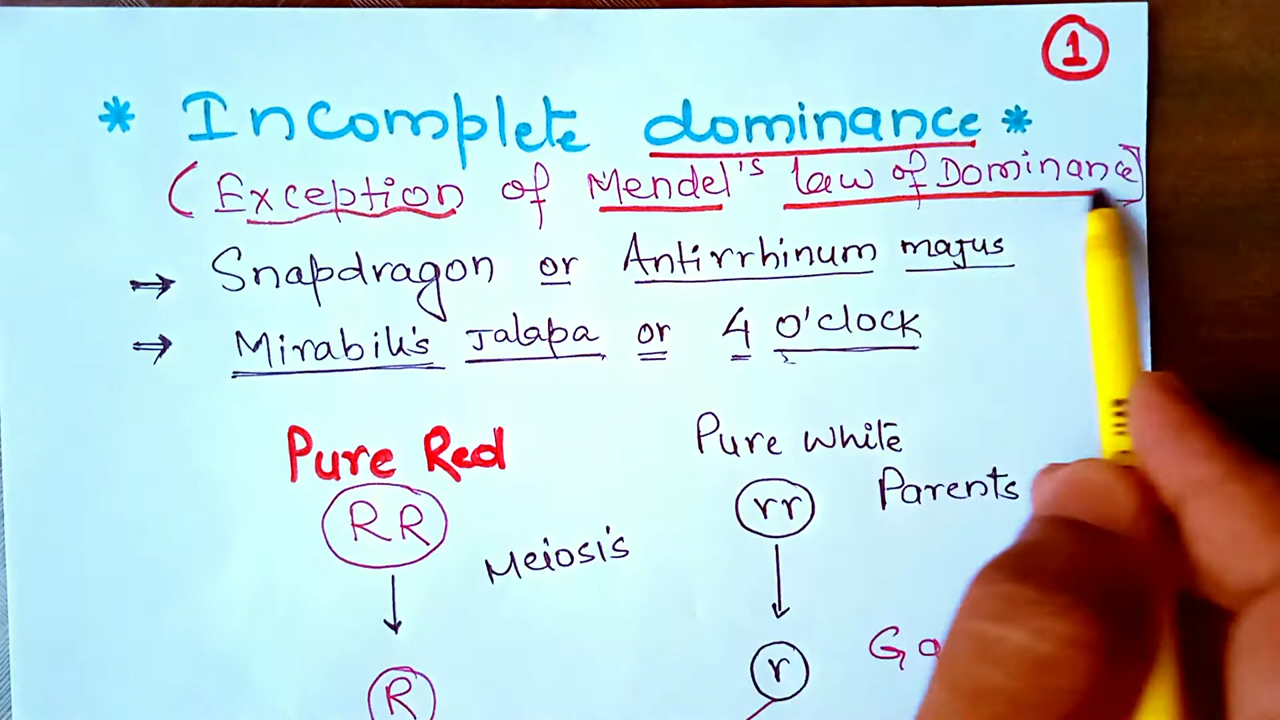 1
* Incomplete dominance *
(Exception of Mendel's law of Dominance]
→ Snapdragon or Antirrhinum majus
→ Mirabilis Jalapa or 4 O'clock
Pure Red Pure white
RR rr Parents
Meiosis
R r